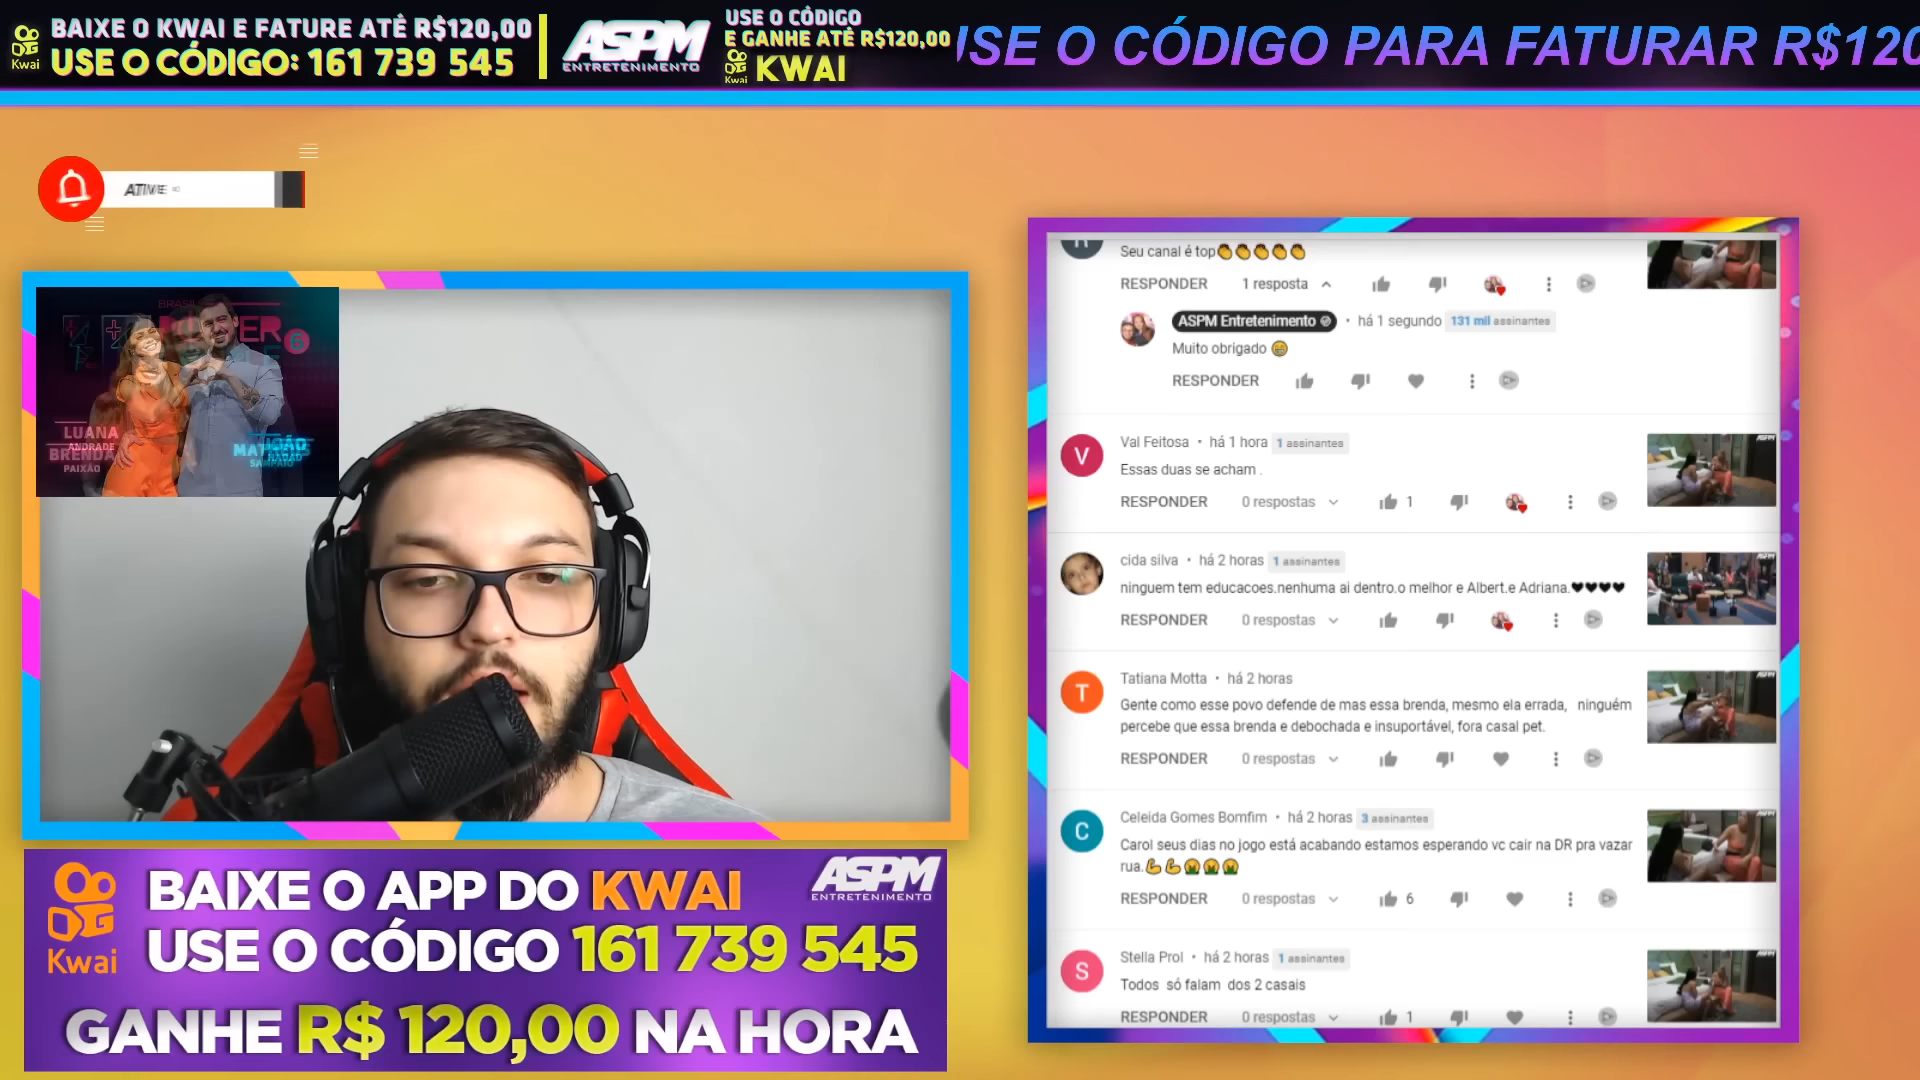 BAIXE O KWAI E FATURE ATÉ R$120,00
USE O CÓDIGO: 161 739 545
Kwai
ASPM
ENTRETENIMENTO
USE O CÓDIGO
E GANHE ATÉ R$120,00
Kwai KWAI
USE O CÓDIGO PARA FATURAR R$120
ATIVE
BRASIL
6
LUANA
ANDRADE
BRENDA
PAIXÃO
JOÃO
HADAD
MATHEUS
SAMPAIO
BAIXE O APP DO KWAI
USE O CÓDIGO 161 739 545
GANHE R$ 120,00 NA HORA
Kwai
ASPM
ENTRETENIMENTO
Seu canal é top👏👏👏👏👏
RESPONDER 1 resposta
ASPM Entretenimento • há 1 segundo 131 mil assinantes
Muito obrigado 😁
RESPONDER
V
Val Feitosa • há 1 hora 1 assinantes
Essas duas se acham .
RESPONDER 0 respostas 1
cida silva • há 2 horas 1 assinantes
ninguem tem educacoes.nenhuma ai dentro.o melhor e Albert.e Adriana.🖤🖤🖤🖤
RESPONDER 0 respostas
T
Tatiana Motta • há 2 horas
Gente como esse povo defende de mas essa brenda, mesmo ela errada, ninguém
percebe que essa brenda e debochada e insuportável, fora casal pet.
RESPONDER 0 respostas
C
Celeida Gomes Bomfim • há 2 horas 3 assinantes
Carol seus dias no jogo está acabando estamos esperando vc cair na DR pra vazar
rua.💪💪🤮🤮🤮
RESPONDER 0 respostas 6
S
Stella Prol • há 2 horas 1 assinantes
Todos só falam dos 2 casais
RESPONDER 0 respostas 1